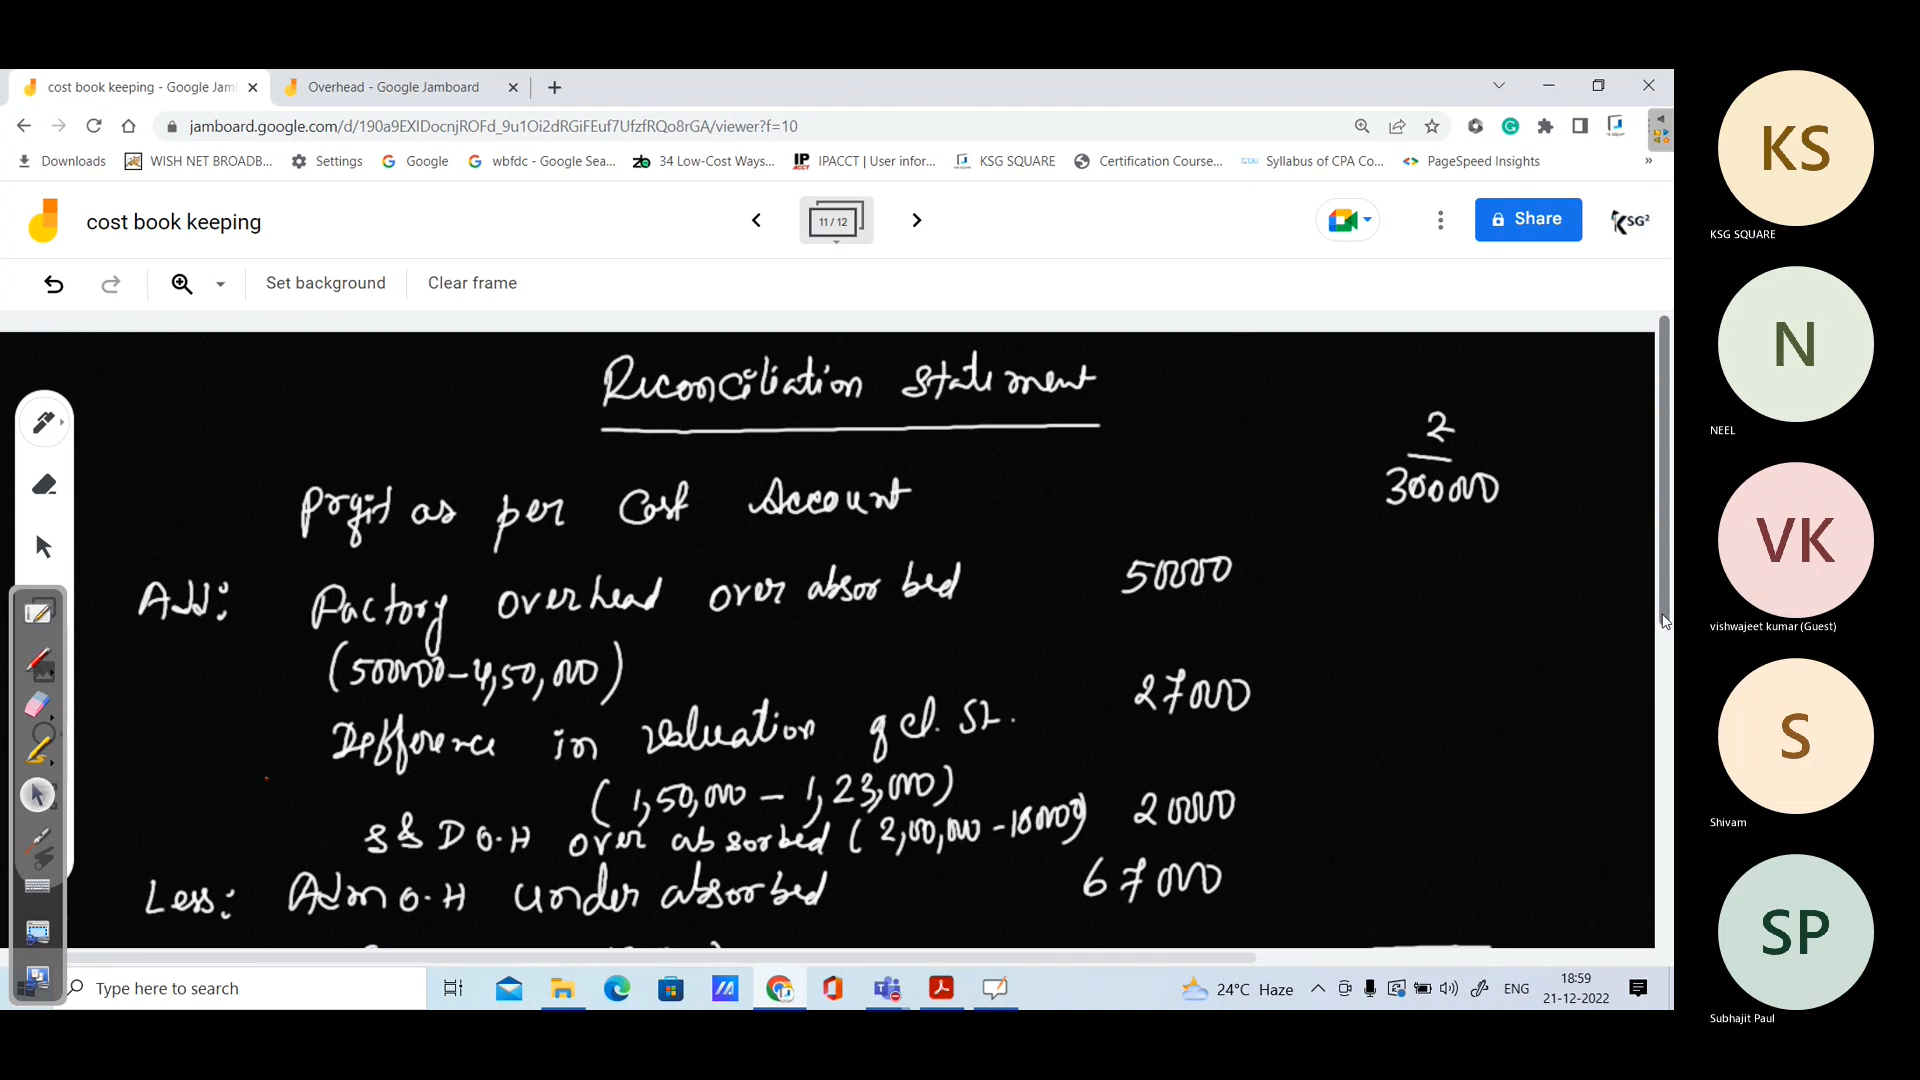 cost book keeping - Google Jam
Overhead - Google Jamboard
jamboard.google.com/d/190a9EXIDocnjROFd_9u1Oi2dRGiFEuf7UfzfRQo8rGA/viewer?f=10
Downloads
WISH NET BROADB...
Settings
Google
wbfdc - Google Sea...
34 Low-Cost Ways...
IPACCT | User infor...
KSG SQUARE
Certification Course...
Syllabus of CPA Co...
PageSpeed Insights
»
cost book keeping
11 / 12
Share
KSG²
Set background
Clear frame
Reconciliation Statement
2
Profit as per Cost Account
300000
Add: Factory overhead over absorbed 50000
(500000-4,50,000)
Difference in valuation of cl. St. 27000
(1,50,000 - 1,23,000)
S & D O.H over absorbed (2,00,000 - 180000) 20000
Less: Adm O.H under absorbed 67000
Type here to search
24°C Haze
ENG
18:59
21-12-2022
KS
KSG SQUARE
N
NEEL
VK
vishwajeet kumar (Guest)
S
Shivam
SP
Subhajit Paul